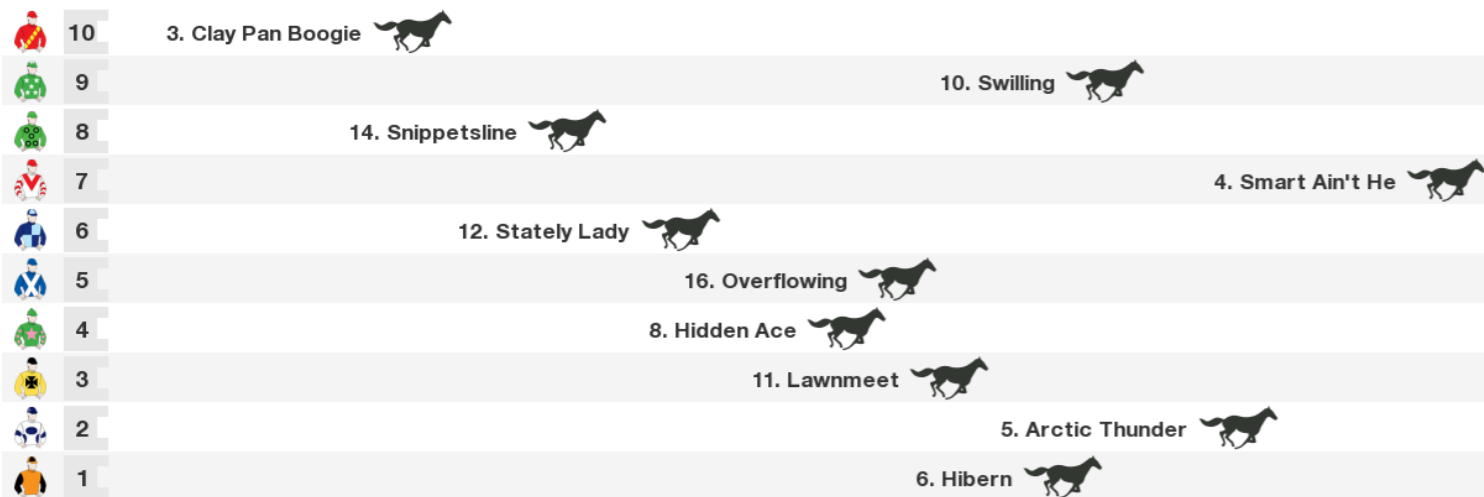 10 3. Clay Pan Boogie
9 10. Swilling
8 14. Snippetsline
7 4. Smart Ain't He
6 12. Stately Lady
5 16. Overflowing
4 8. Hidden Ace
3 11. Lawnmeet
2 5. Arctic Thunder
1 6. Hibern